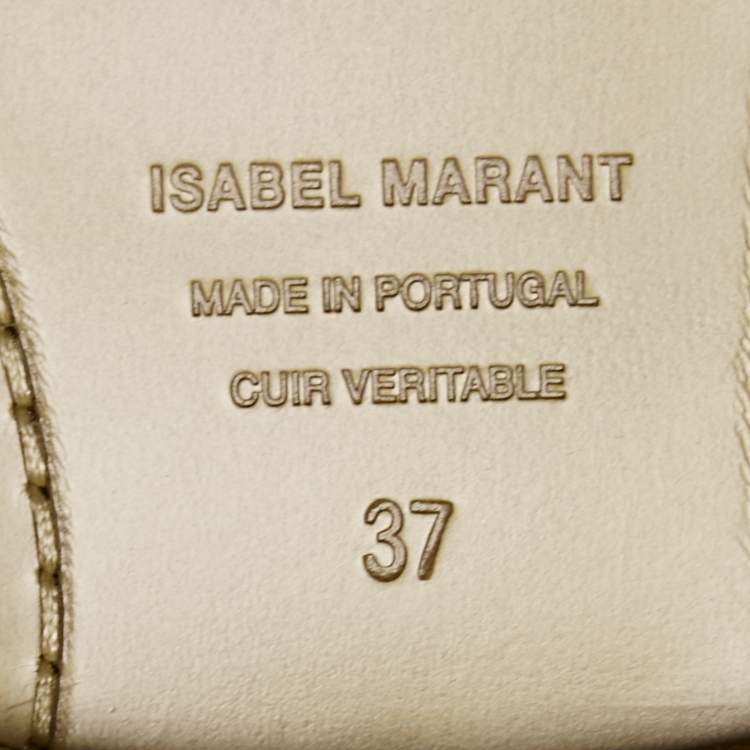 ISABEL MARANT
MADE IN PORTUGAL
CUIR VERITABLE
37